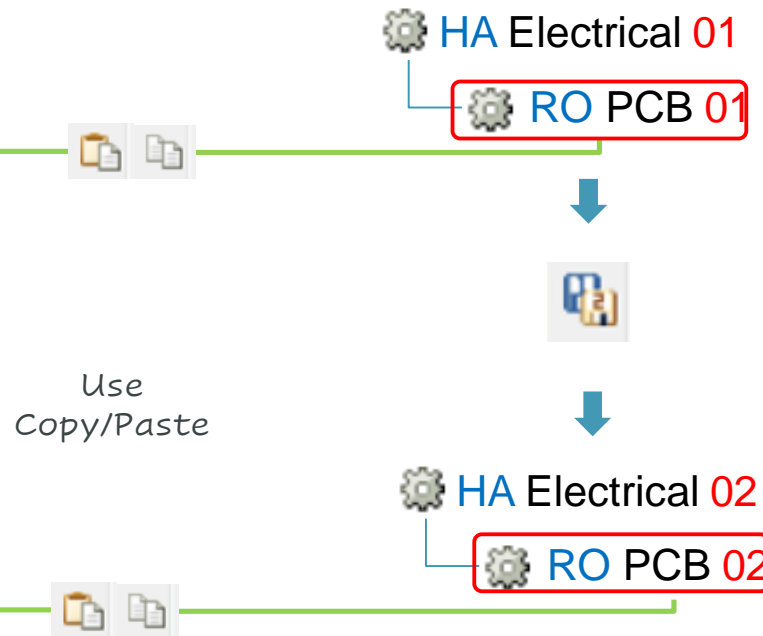 HA Electrical 01
RO PCB 01
Use
Copy/Paste
HA Electrical 02
RO PCB 02